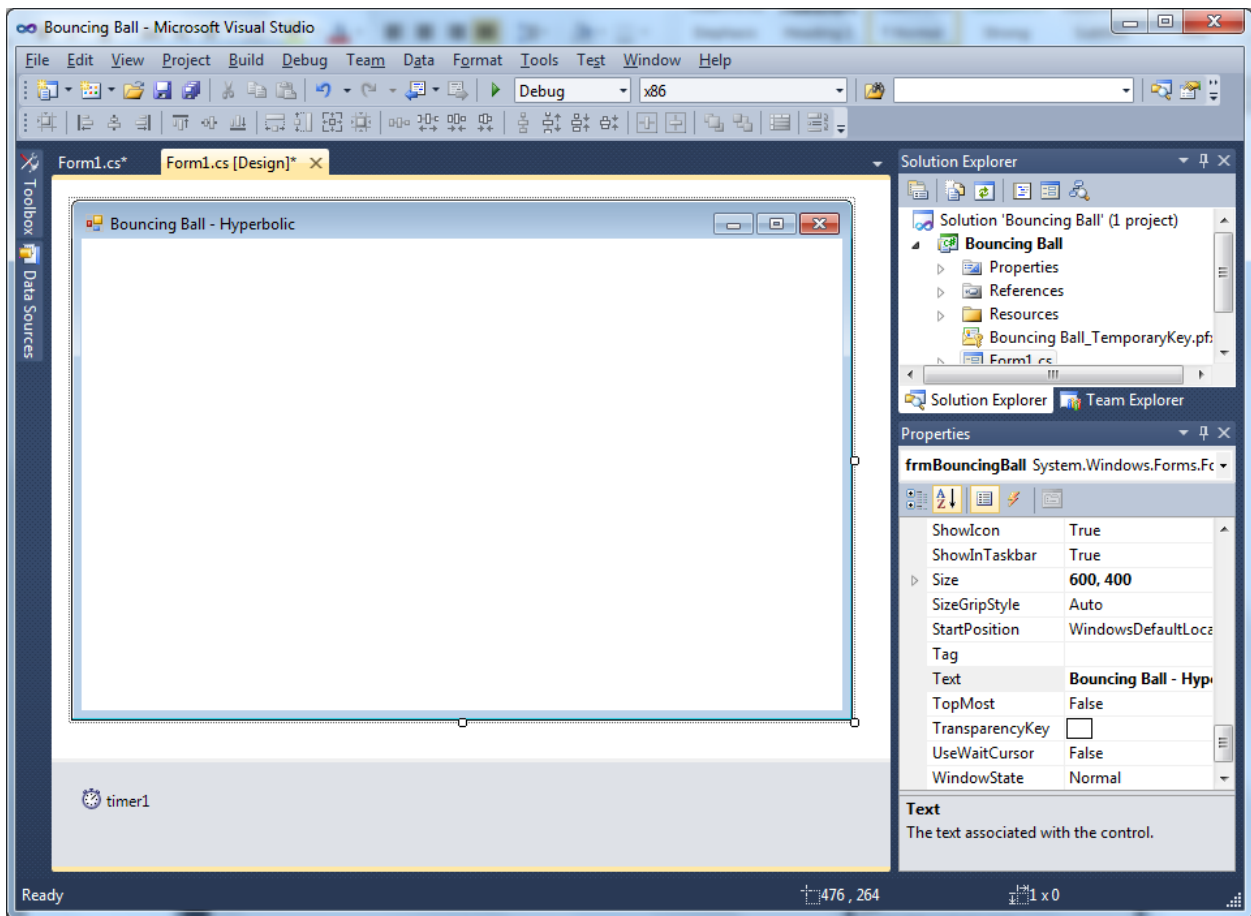 Bouncing Ball - Microsoft Visual Studio
File Edit View Project Build Debug Team Data Format Tools Test Window Help
Debug x86
Form1.cs* Form1.cs [Design]*
Toolbox
Data Sources
Bouncing Ball - Hyperbolic
timer1
Solution Explorer
Solution 'Bouncing Ball' (1 project)
Bouncing Ball
Properties
References
Resources
Bouncing Ball_TemporaryKey.pf
Form1.cs
Solution Explorer Team Explorer
Properties
frmBouncingBall System.Windows.Forms.Fo
ShowIcon True
ShowInTaskbar True
Size 600, 400
SizeGripStyle Auto
StartPosition WindowsDefaultLoca
Tag
Text Bouncing Ball - Hype
TopMost False
TransparencyKey
UseWaitCursor False
WindowState Normal
Text
The text associated with the control.
Ready 476 , 264 1 x 0